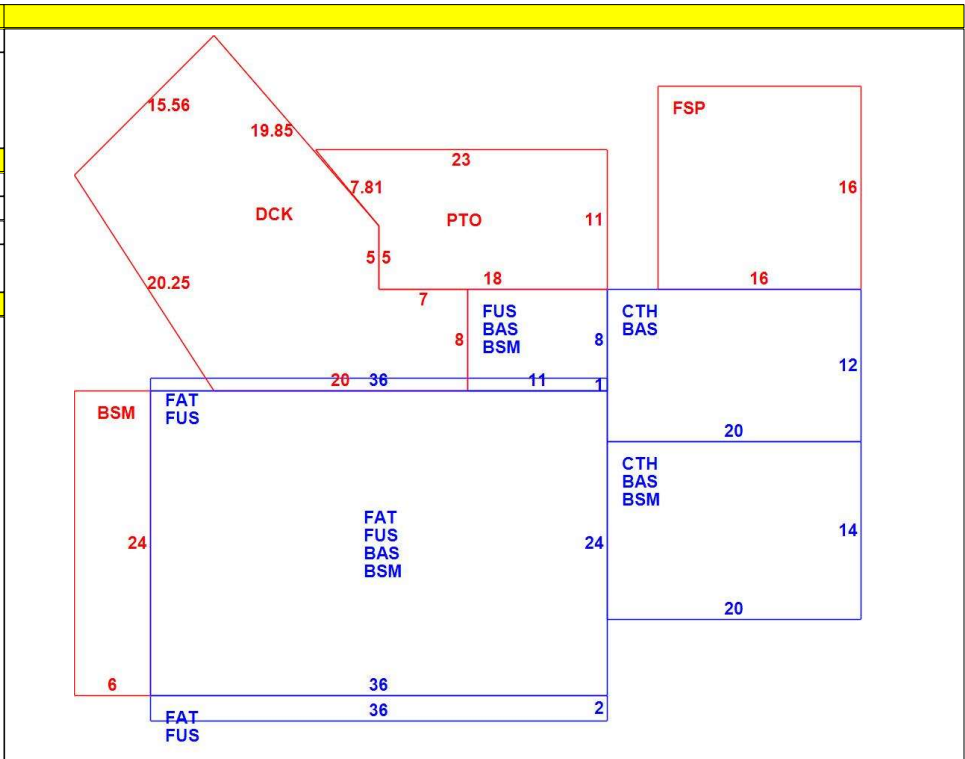 15.56
19.85
FSP
23
7.81
16
DCK
PTO
11
5 5
20.25
18
16
7
FUS
BAS
BSM
8
8
CTH
BAS
12
20
36
11
1
FAT
FUS
BSM
20
CTH
BAS
BSM
FAT
FUS
BAS
BSM
24
24
14
20
6
36
36
2
FAT
FUS